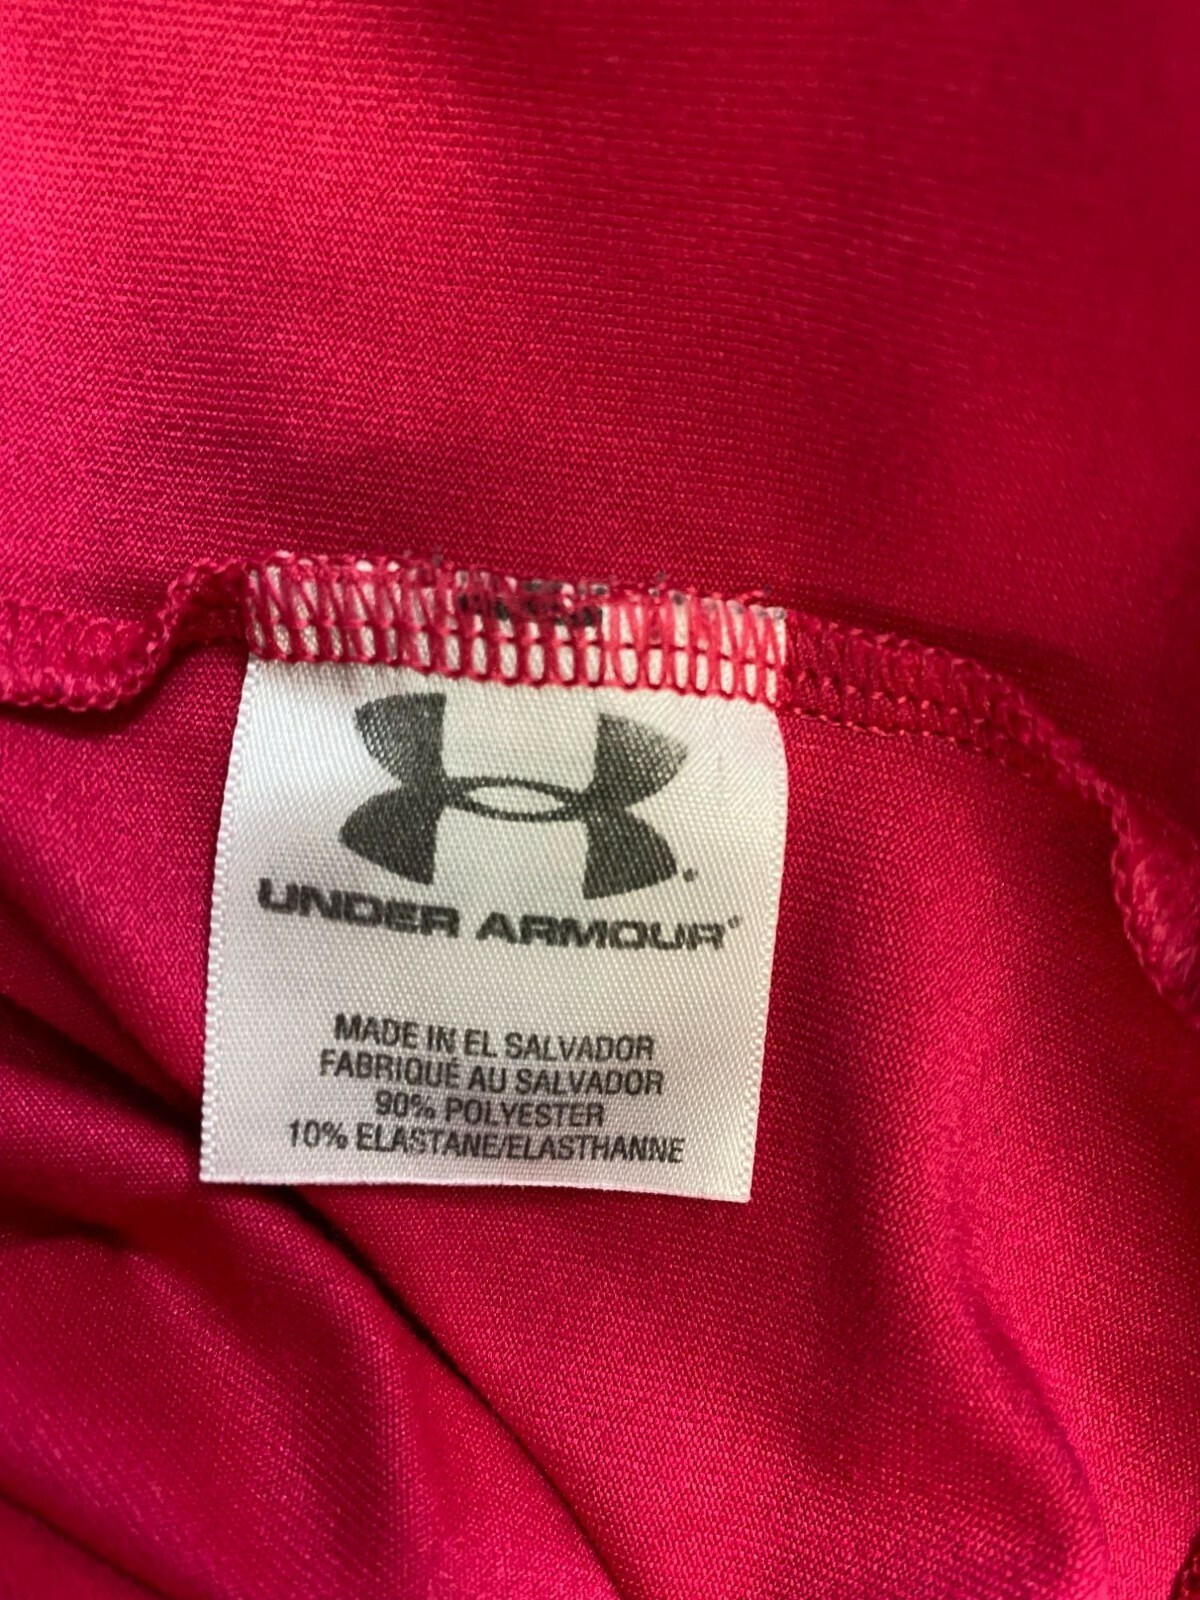 UNDER ARMOUR®
MADE IN EL SALVADOR
FABRIQUÉ AU SALVADOR
90% POLYESTER
10% ELASTANE/ELASTHANNE